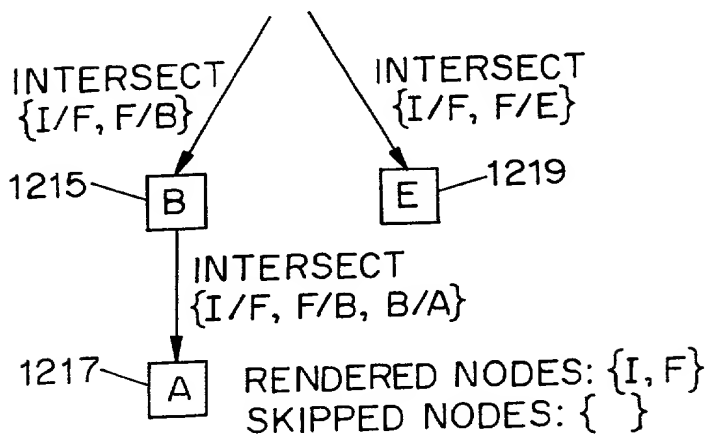 INTERSECT
{I/F, F/B}
INTERSECT
{I/F, F/E}
1215
B
E
1219
INTERSECT
{I/F, F/B, B/A}
1217
A
RENDERED NODES: {I, F}
SKIPPED NODES: { }